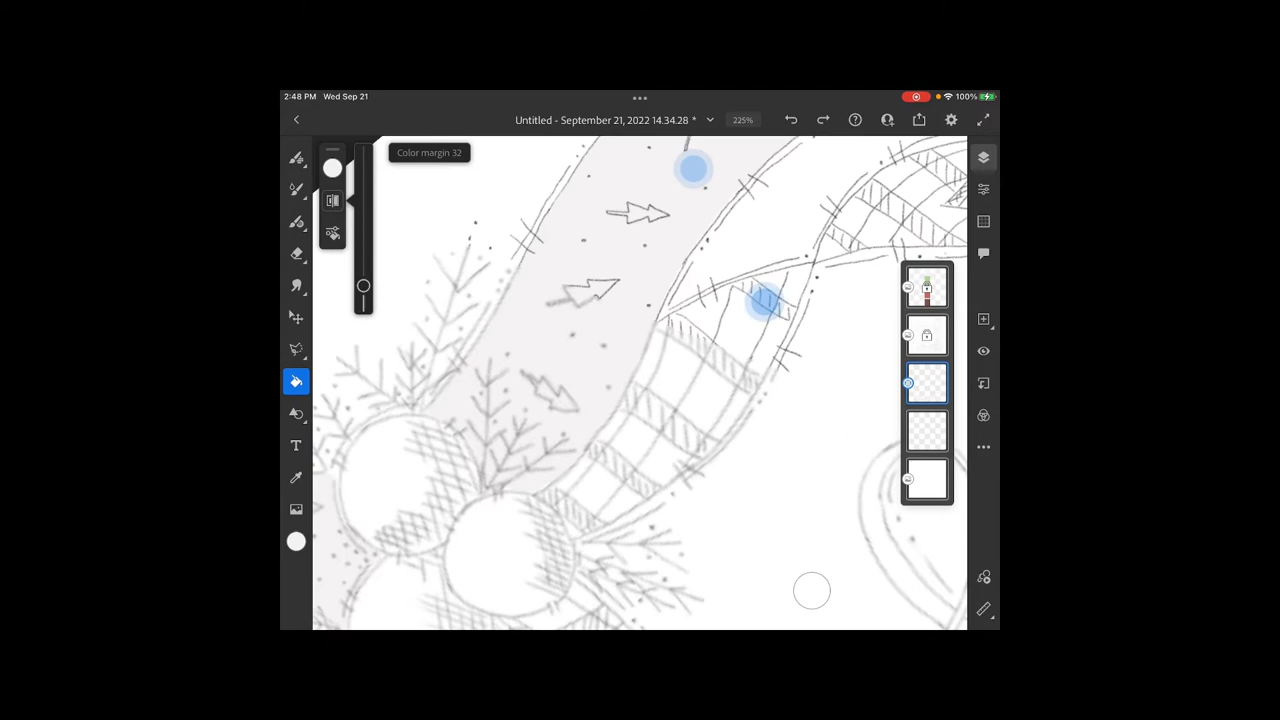 2:48 PM Wed Sep 21
100%
Untitled - September 21, 2022 14.34.28 *
225%
Color margin 32
T